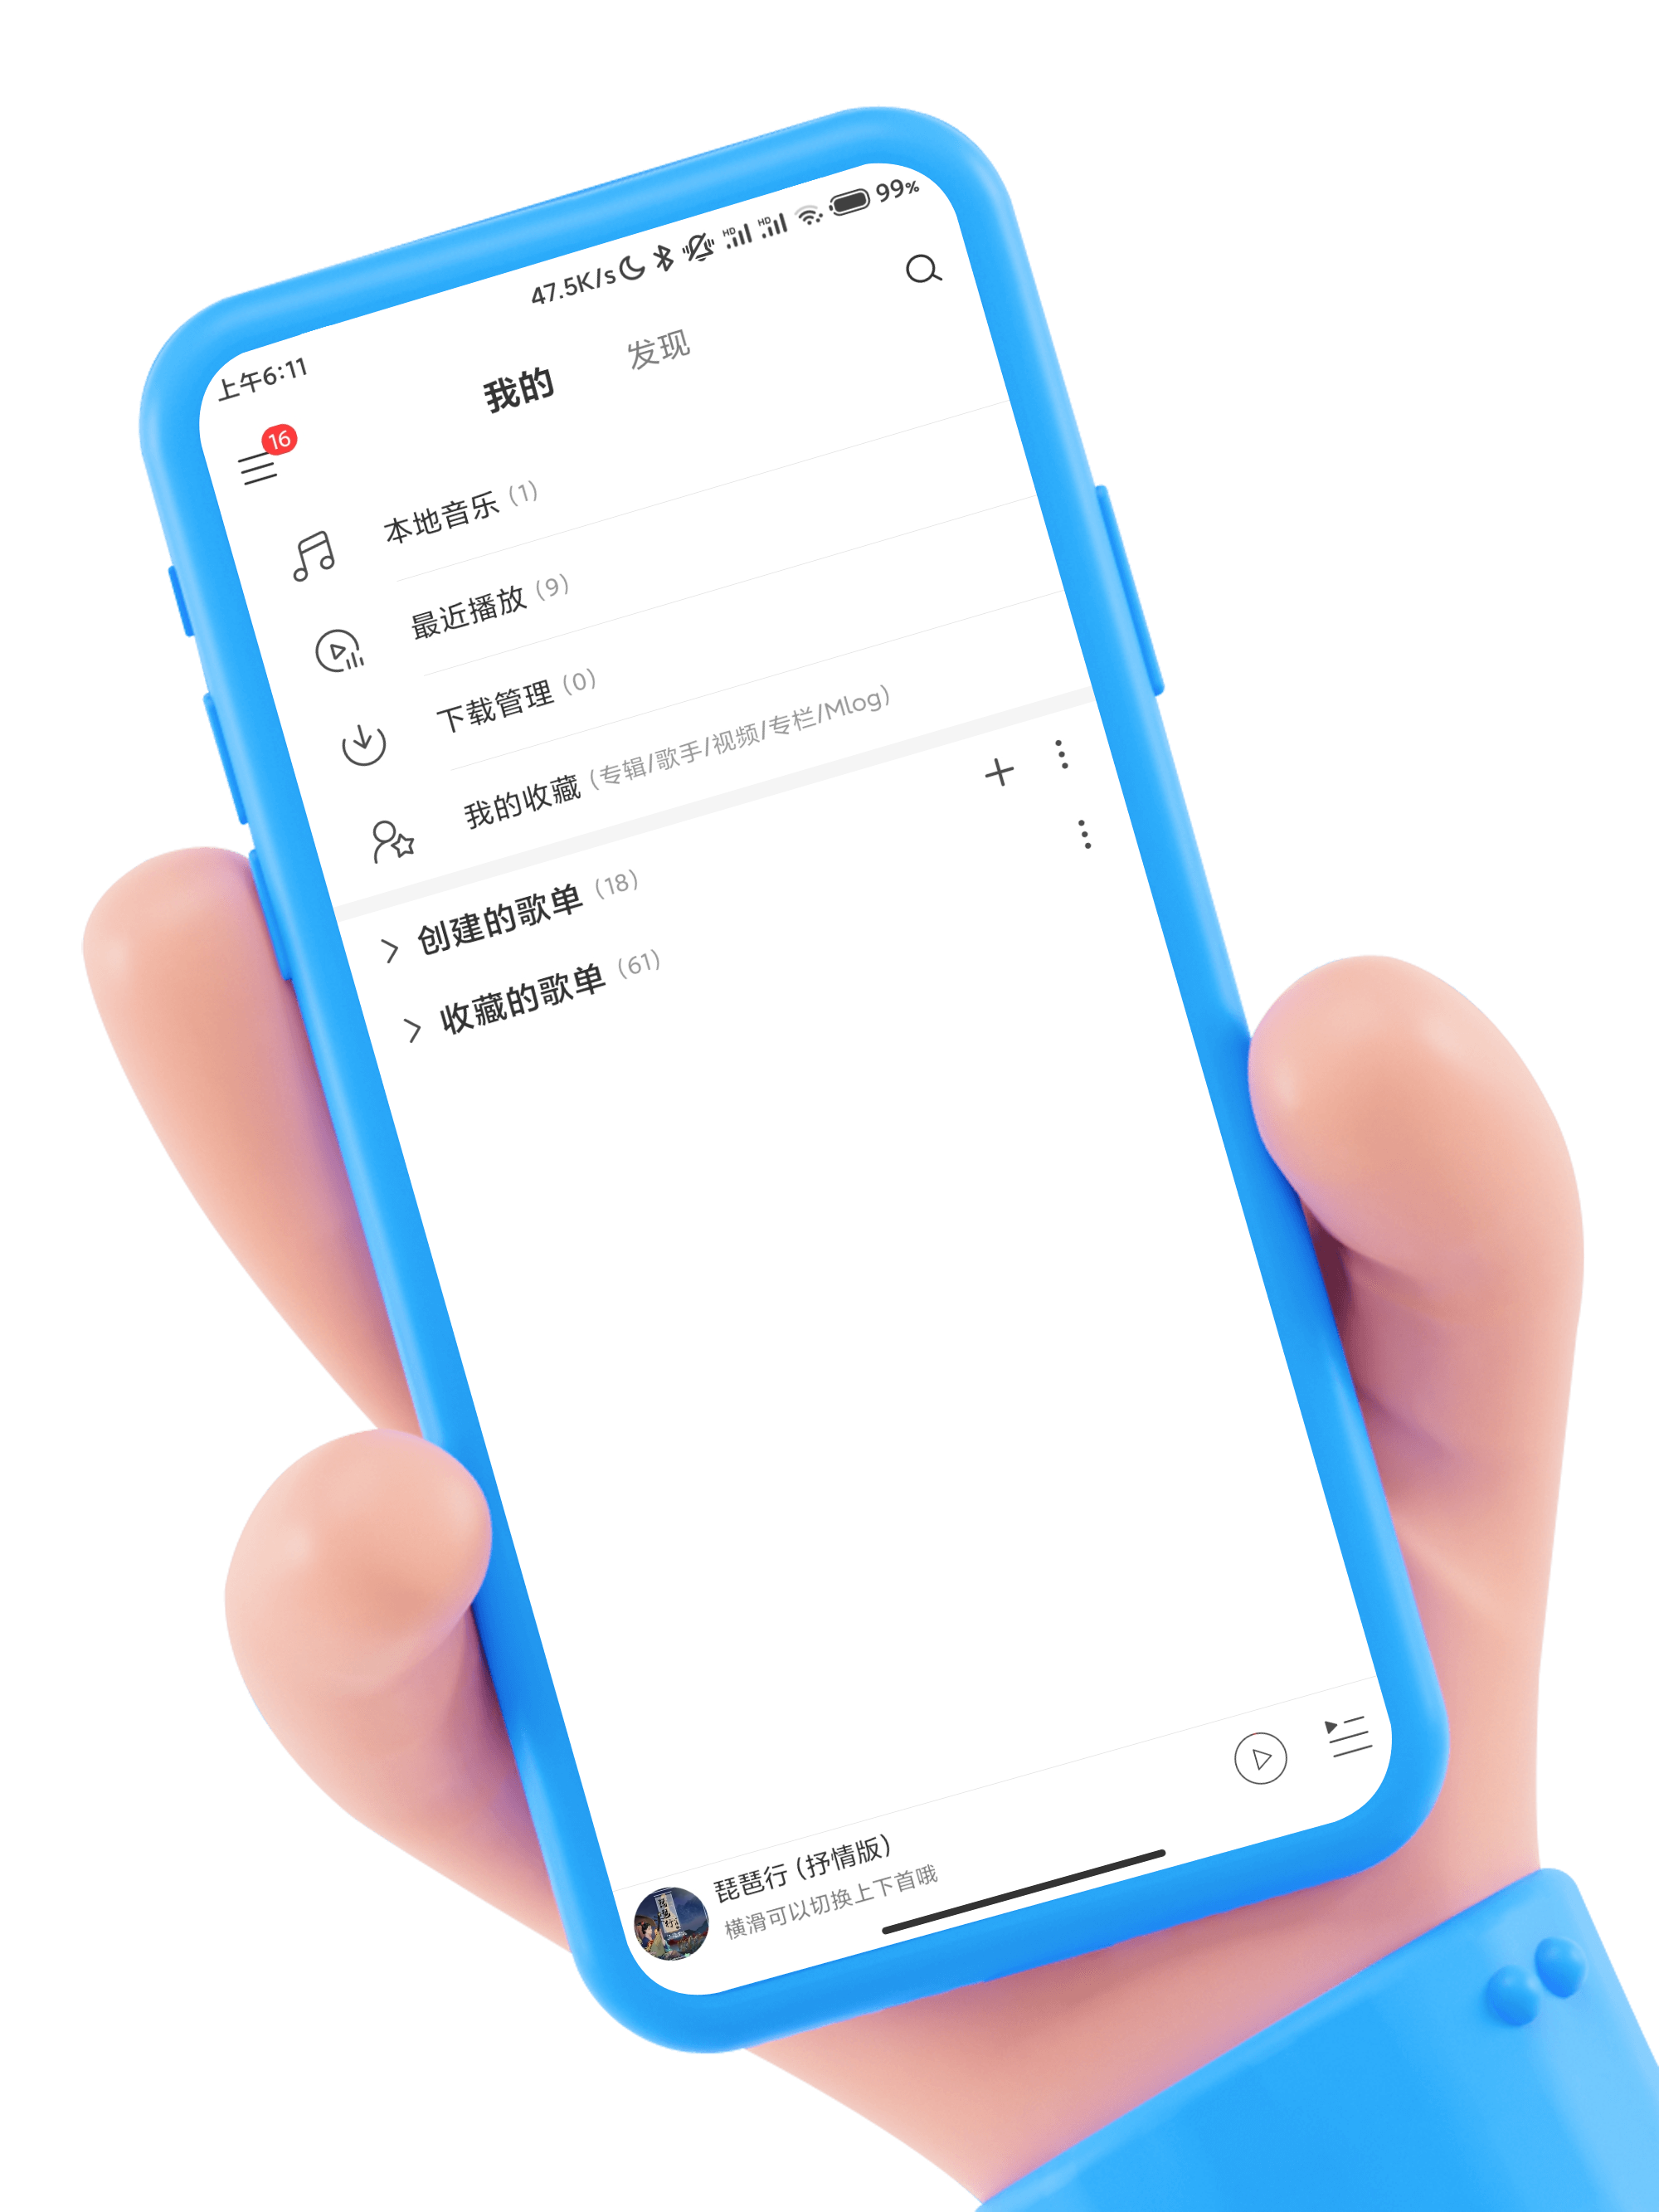 上午6:11 47.5K/s HD HD 99%
16
我的 发现
本地音乐 (1)
最近播放 (9)
下载管理 (0)
我的收藏 (专辑/歌手/视频/专栏/Mlog)
创建的歌单 (18)
收藏的歌单 (61)
琵琶行 (抒情版)
横滑可以切换上下首哦
琵琶行